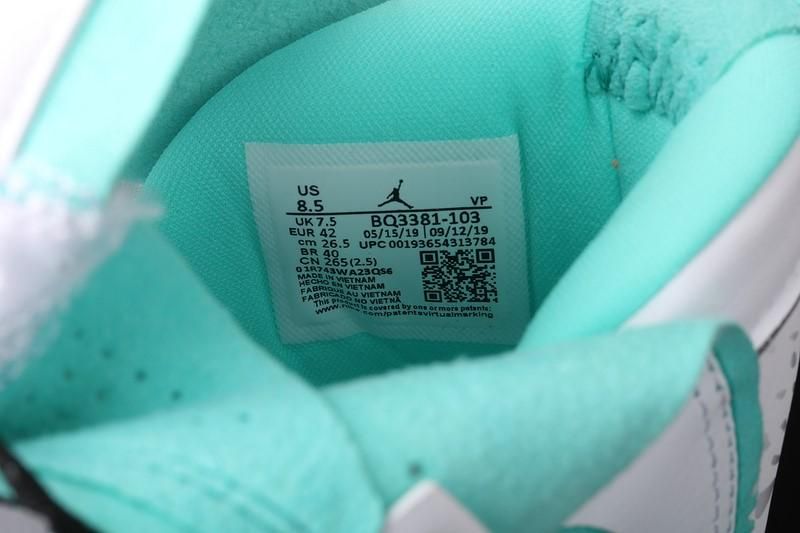 US
8.5 VP
UK 7.5 BQ3381-103
EUR 42 05/15/19 | 09/12/19
cm 26.5 UPC 00193654313784
BR 40
CN 265(2.5)
01R743WA23QS6
MADE IN VIETNAM
HECHO EN VIETNAM
FABRIQUE AU VIETNAM
FABRICADO NO VIETNÃ
This product is covered by one or more patents:
www.nike.com/patentsvirtualmarking